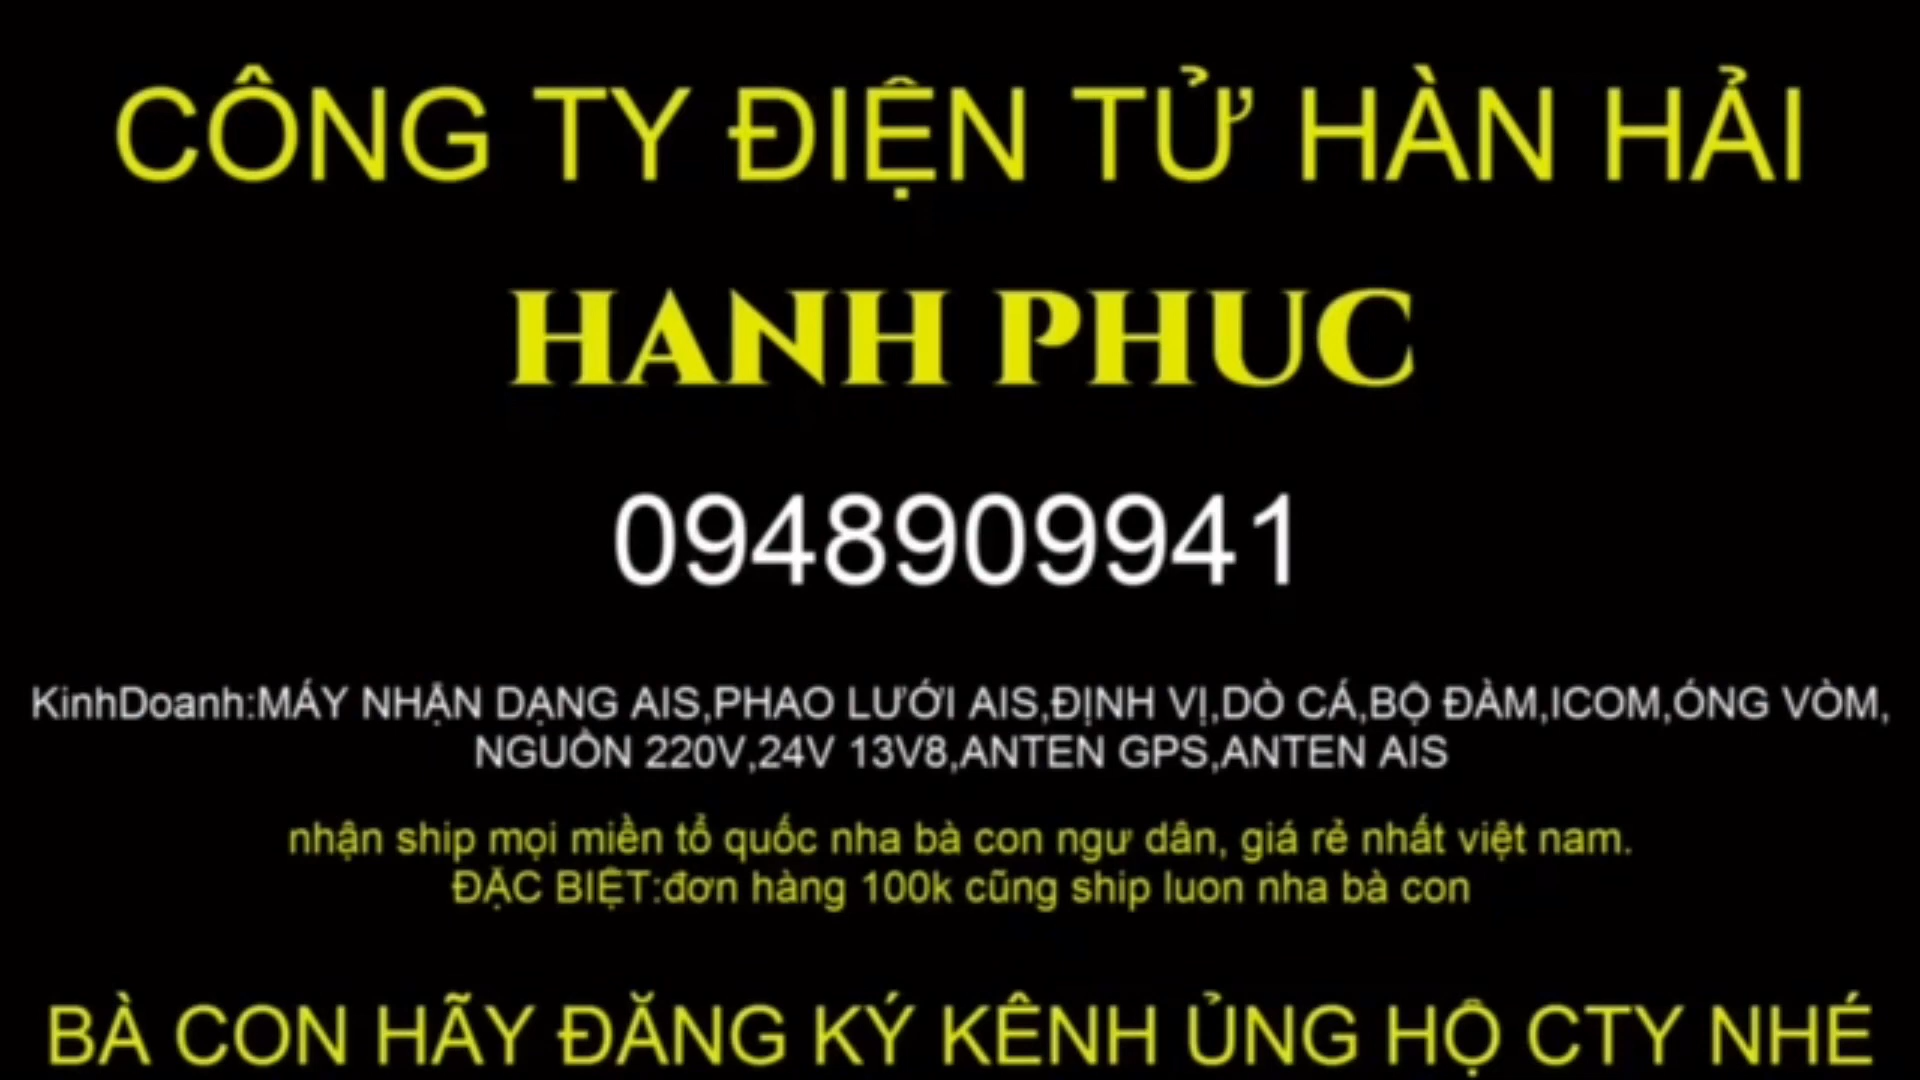 CÔNG TY ĐIỆN TỬ HÀN HẢI
HANH PHUC
0948909941
KinhDoanh:MÁY NHẬN DẠNG AIS,PHAO LƯỚI AIS,ĐỊNH VỊ,DÒ CÁ,BỘ ĐÀM,ICOM,ÓNG VÒM,
NGUỒN 220V,24V 13V8,ANTEN GPS,ANTEN AIS
nhận ship mọi miền tổ quốc nha bà con ngư dân, giá rẻ nhất việt nam.
ĐẶC BIỆT:đơn hàng 100k cũng ship luon nha bà con
BÀ CON HÃY ĐĂNG KÝ KÊNH ỦNG HỘ CTY NHÉ